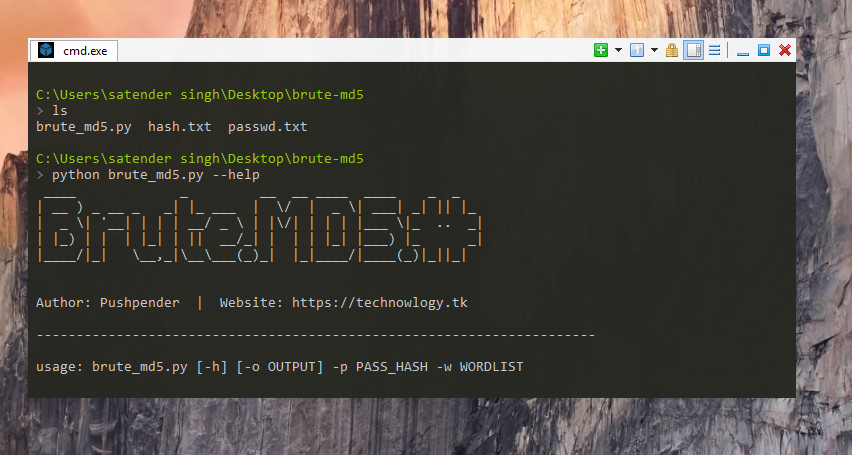 cmd.exe
C:\Users\satender singh\Desktop\brute-md5
> ls
brute_md5.py  hash.txt  passwd.txt
C:\Users\satender singh\Desktop\brute-md5
> python brute_md5.py --help
BruteMD5:#
Author: Pushpender  |  Website: https://technowlogy.tk
----------------------------------------------------------------------
usage: brute_md5.py [-h] [-o OUTPUT] -p PASS_HASH -w WORDLIST